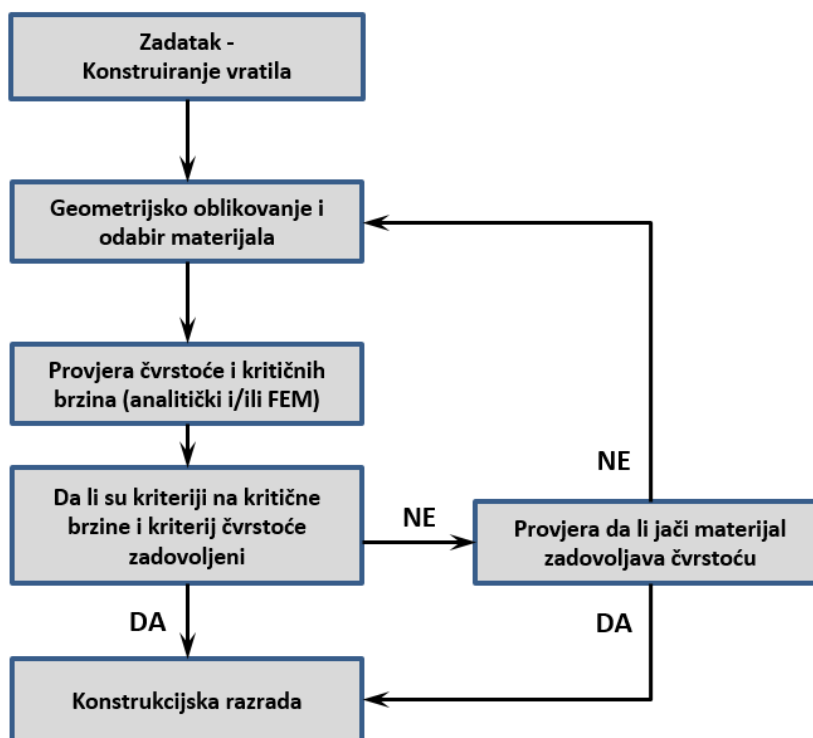 Zadatak -
Konstruiranje vratila
Geometrijsko oblikovanje i
odabir materijala
Provjera čvrstoće i kritičnih
brzina (analitički i/ili FEM)
Da li su kriteriji na kritične
brzine i kriterij čvrstoće
zadovoljeni
NE
NE
Provjera da li jači materijal
zadovoljava čvrstoću
DA
DA
Konstrukcijska razrada